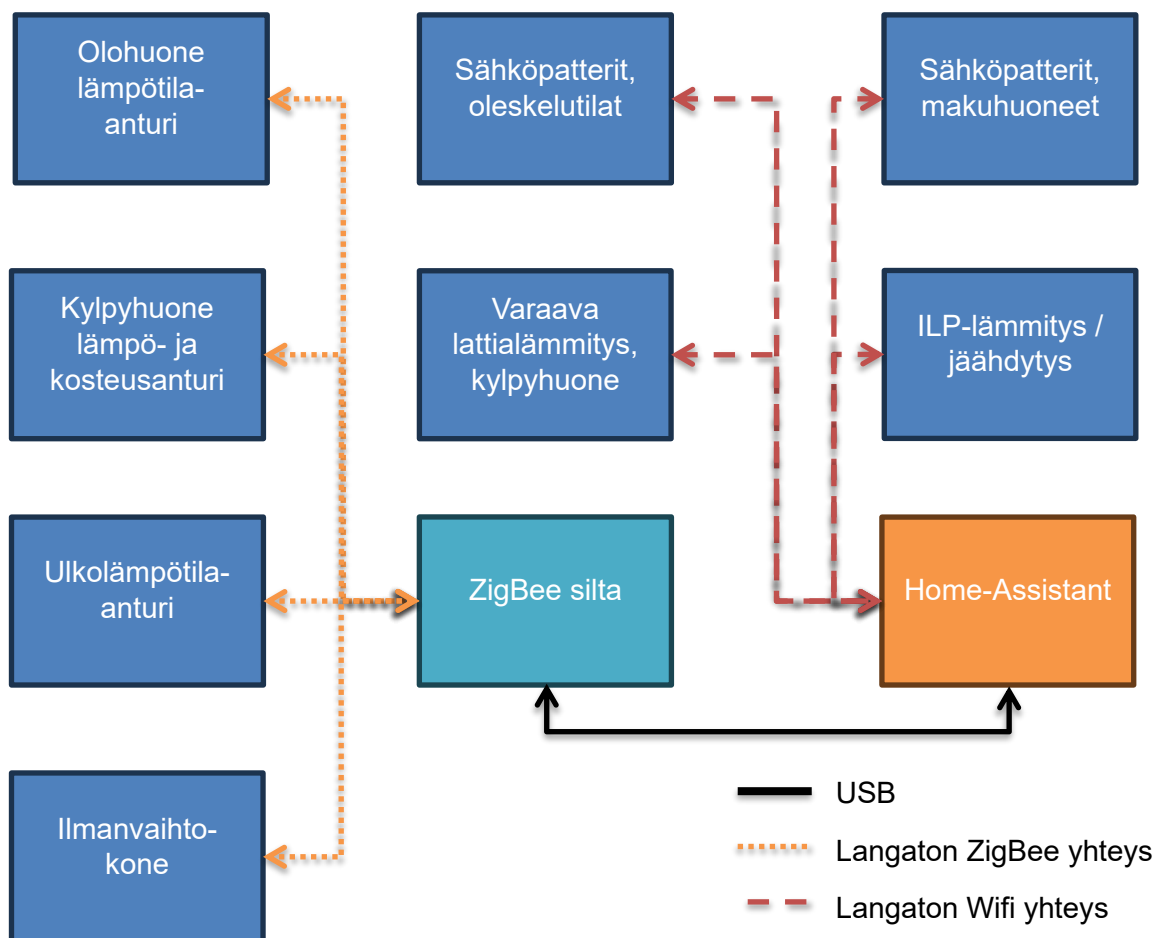 Olohuone
lämpötila-
anturi
Sähköpatterit,
oleskelutilat
Sähköpatterit,
makuhuoneet
Kylpyhuone
lämpö- ja
kosteusanturi
Varaava
lattialämmitys,
kylpyhuone
ILP-lämmitys /
jäähdytys
Ulkolämpötila-
anturi
ZigBee silta
Home-Assistant
Ilmanvaihto-
kone
USB
Langaton ZigBee yhteys
Langaton Wifi yhteys